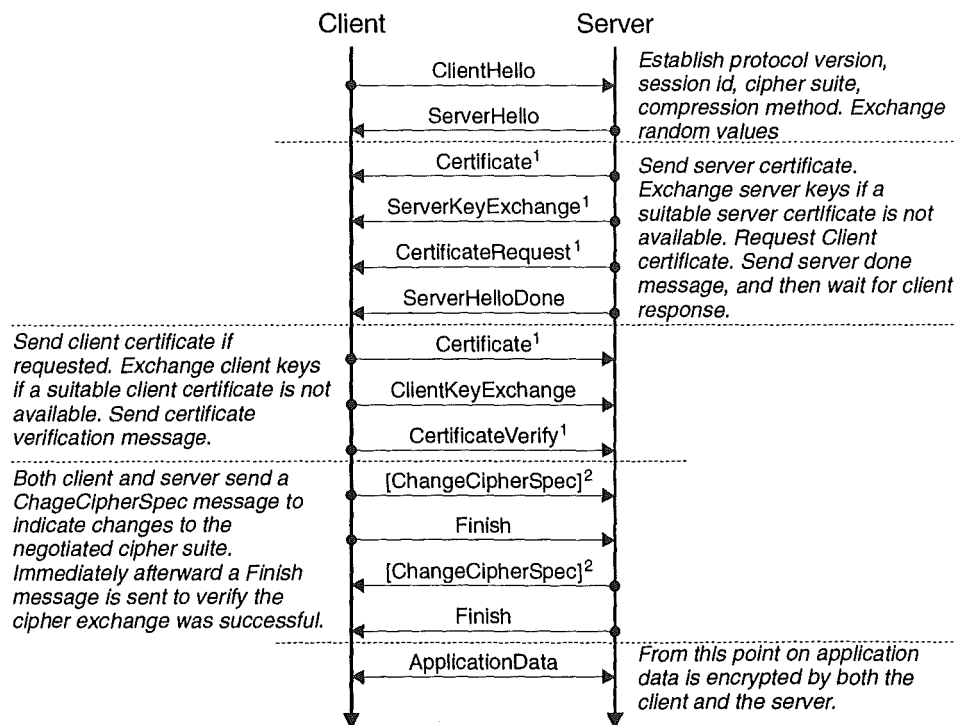 Client
Server
ClientHello
Establish protocol version,
session id, cipher suite,
compression method. Exchange
random values
ServerHello
Certificate¹
Send server certificate.
Exchange server keys if a
suitable server certificate is not
available. Request Client
certificate. Send server done
message, and then wait for client
response.
ServerKeyExchange¹
CertificateRequest¹
ServerHelloDone
Send client certificate if
requested. Exchange client keys
if a suitable client certificate is not
available. Send certificate
verification message.
Certificate¹
ClientKeyExchange
CertificateVerify¹
Both client and server send a
ChageCipherSpec message to
indicate changes to the
negotiated cipher suite.
Immediately afterward a Finish
message is sent to verify the
cipher exchange was successful.
[ChangeCipherSpec]²
Finish
[ChangeCipherSpec]²
Finish
ApplicationData
From this point on application
data is encrypted by both the
client and the server.